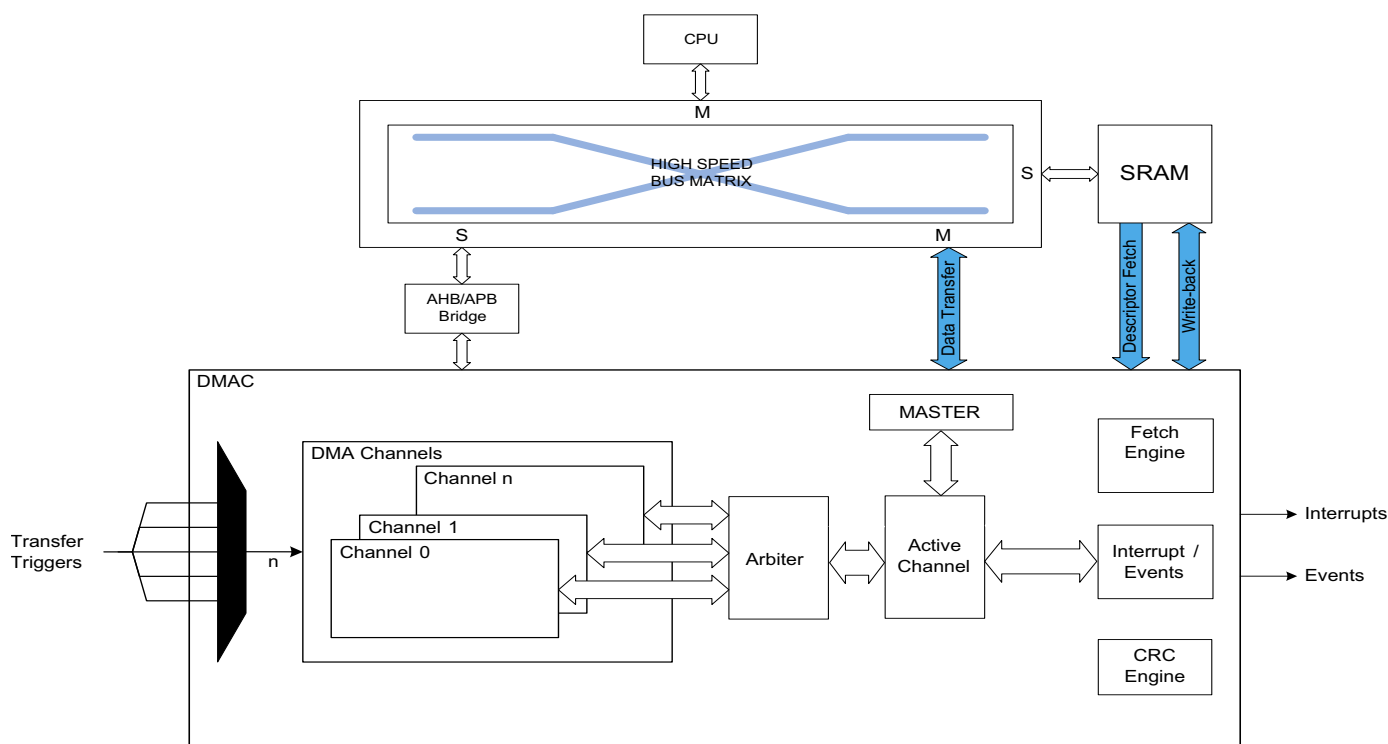 CPU
M
HIGH SPEED
BUS MATRIX
S
SRAM
S
M
AHB/APB
Bridge
Data Transfer
Descriptor Fetch
Write-back
DMAC
MASTER
Fetch
Engine
DMA Channels
Channel n
Channel 1
Channel 0
Transfer
Triggers
n
Arbiter
Active
Channel
Interrupt /
Events
Interrupts
Events
CRC
Engine